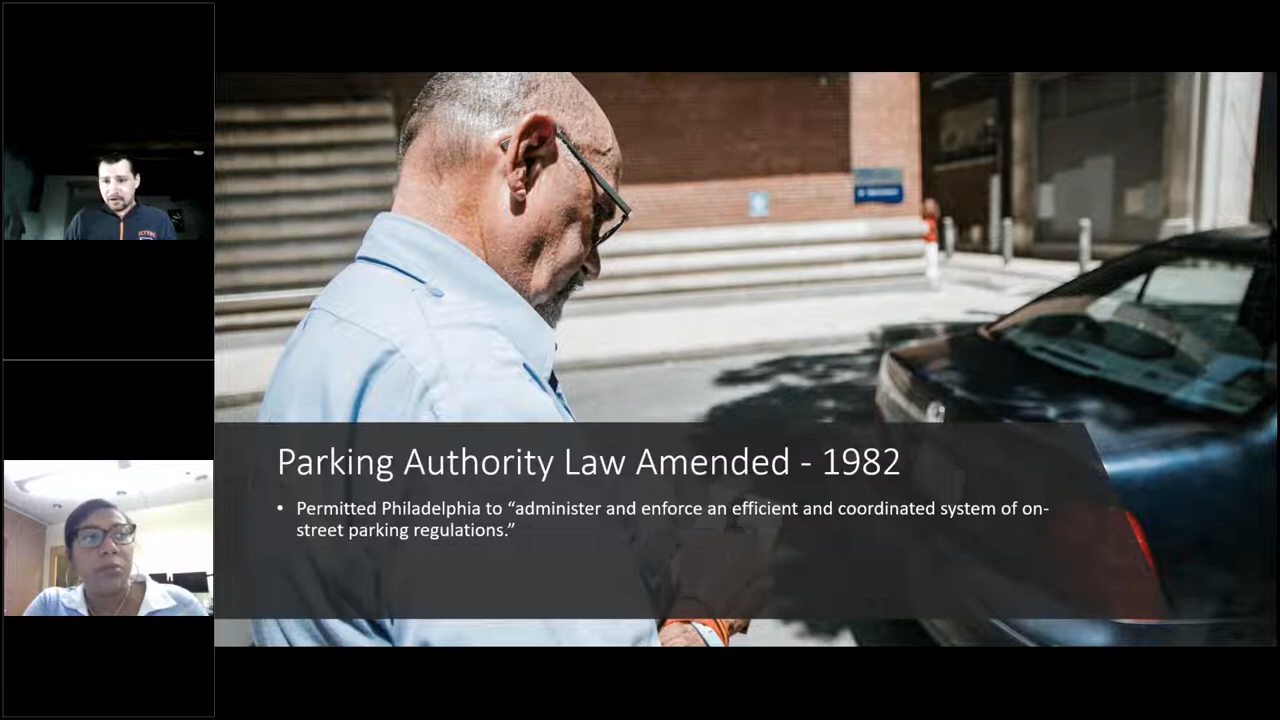 FLYERS
Parking Authority Law Amended - 1982
• Permitted Philadelphia to “administer and enforce an efficient and coordinated system of on-
street parking regulations.”